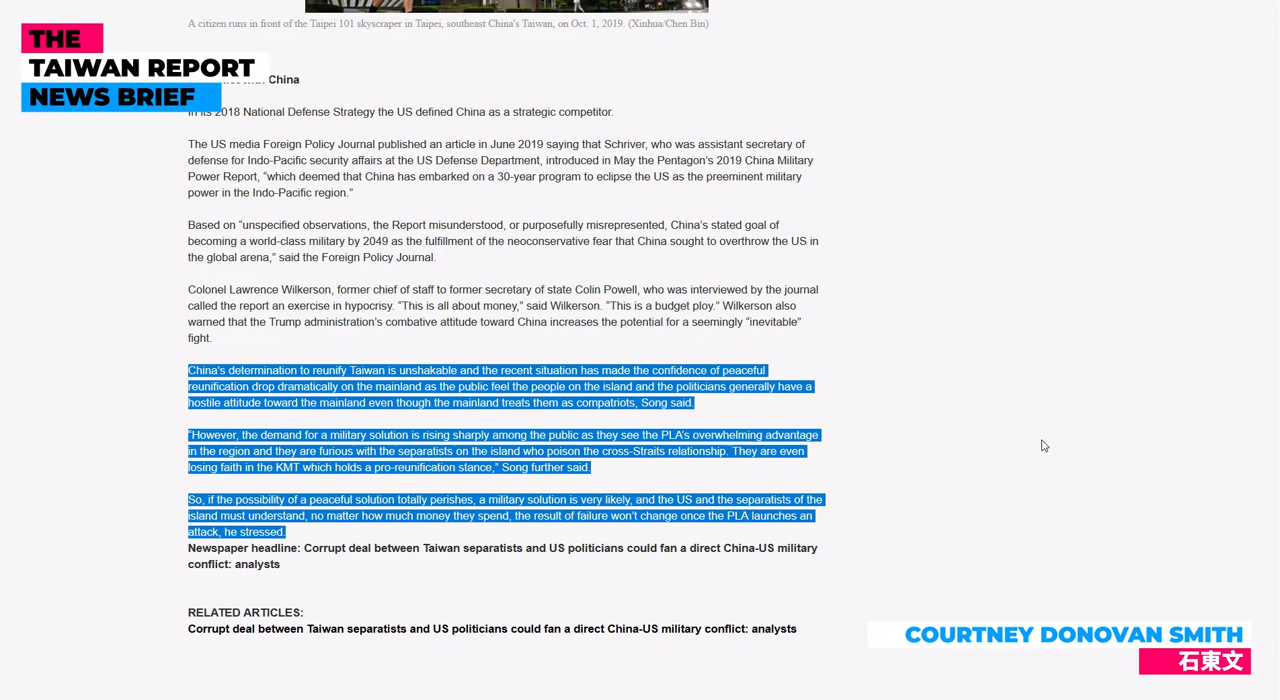 A citizen runs in front of the Taipei 101 skyscraper in Taipei, southeast China's Taiwan, on Oct. 1, 2019. (Xinhua/Chen Bin)
THE
TAIWAN REPORT
NEWS BRIEF
China
In its 2018 National Defense Strategy the US defined China as a strategic competitor.
The US media Foreign Policy Journal published an article in June 2019 saying that Schriver, who was assistant secretary of
defense for Indo-Pacific security affairs at the US Defense Department, introduced in May the Pentagon's 2019 China Military
Power Report, “which deemed that China has embarked on a 30-year program to eclipse the US as the preeminent military
power in the Indo-Pacific region.”
Based on “unspecified observations, the Report misunderstood, or purposefully misrepresented, China's stated goal of
becoming a world-class military by 2049 as the fulfillment of the neoconservative fear that China sought to overthrow the US in
the global arena,” said the Foreign Policy Journal.
Colonel Lawrence Wilkerson, former chief of staff to former secretary of state Colin Powell, who was interviewed by the journal
called the report an exercise in hypocrisy. “This is all about money,” said Wilkerson. “This is a budget ploy.” Wilkerson also
warned that the Trump administration's combative attitude toward China increases the potential for a seemingly “inevitable”
fight.
China's determination to reunify Taiwan is unshakable and the recent situation has made the confidence of peaceful
reunification drop dramatically on the mainland as the public feel the people on the island and the politicians generally have a
hostile attitude toward the mainland even though the mainland treats them as compatriots, Song said.
“However, the demand for a military solution is rising sharply among the public as they see the PLA's overwhelming advantage
in the region and they are furious with the separatists on the island who poison the cross-Straits relationship. They are even
losing faith in the KMT which holds a pro-reunification stance,” Song further said.
So, if the possibility of a peaceful solution totally perishes, a military solution is very likely, and the US and the separatists of the
island must understand, no matter how much money they spend, the result of failure won't change once the PLA launches an
attack, he stressed.
Newspaper headline: Corrupt deal between Taiwan separatists and US politicians could fan a direct China-US military
conflict: analysts
RELATED ARTICLES:
Corrupt deal between Taiwan separatists and US politicians could fan a direct China-US military conflict: analysts
COURTNEY DONOVAN SMITH
石東文